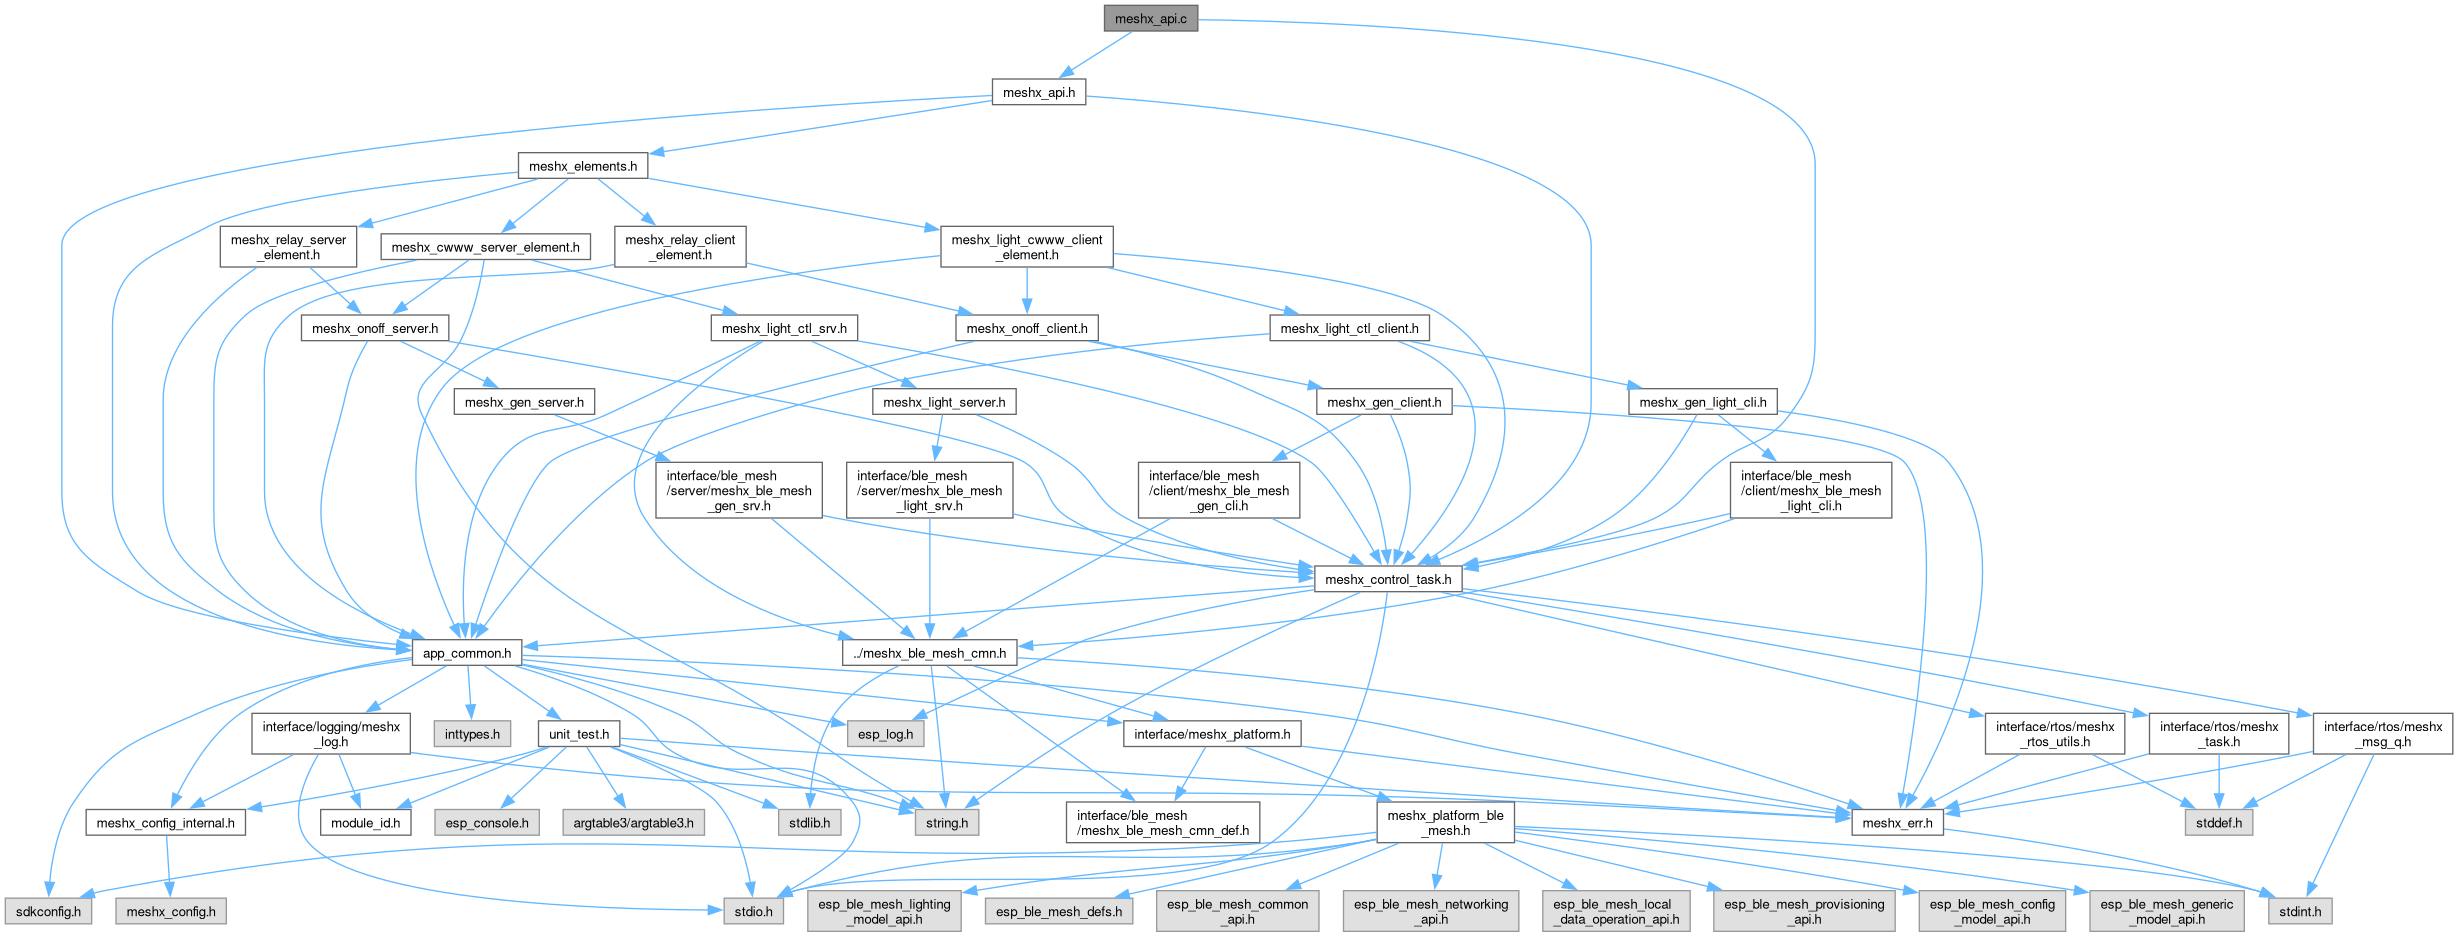 meshx_api.c
meshx_api.h
meshx_elements.h
meshx_relay_server
_element.h
meshx_cwww_server_element.h
meshx_relay_client
_element.h
meshx_light_cwww_client
_element.h
meshx_onoff_server.h
meshx_light_ctl_srv.h
meshx_onoff_client.h
meshx_light_ctl_client.h
meshx_gen_server.h
meshx_light_server.h
meshx_gen_client.h
meshx_gen_light_cli.h
interface/ble_mesh
/server/meshx_ble_mesh
_gen_srv.h
interface/ble_mesh
/server/meshx_ble_mesh
_light_srv.h
interface/ble_mesh
/client/meshx_ble_mesh
_gen_cli.h
interface/ble_mesh
/client/meshx_ble_mesh
_light_cli.h
meshx_control_task.h
app_common.h
../meshx_ble_mesh_cmn.h
interface/logging/meshx
_log.h
inttypes.h
unit_test.h
esp_log.h
interface/meshx_platform.h
interface/rtos/meshx
_rtos_utils.h
interface/rtos/meshx
_task.h
interface/rtos/meshx
_msg_q.h
meshx_config_internal.h
module_id.h
esp_console.h
argtable3/argtable3.h
stdlib.h
string.h
interface/ble_mesh
/meshx_ble_mesh_cmn_def.h
meshx_platform_ble
_mesh.h
meshx_err.h
stddef.h
sdkconfig.h
meshx_config.h
stdio.h
esp_ble_mesh_lighting
_model_api.h
esp_ble_mesh_defs.h
esp_ble_mesh_common
_api.h
esp_ble_mesh_networking
_api.h
esp_ble_mesh_local
_data_operation_api.h
esp_ble_mesh_provisioning
_api.h
esp_ble_mesh_config
_model_api.h
esp_ble_mesh_generic
_model_api.h
stdint.h